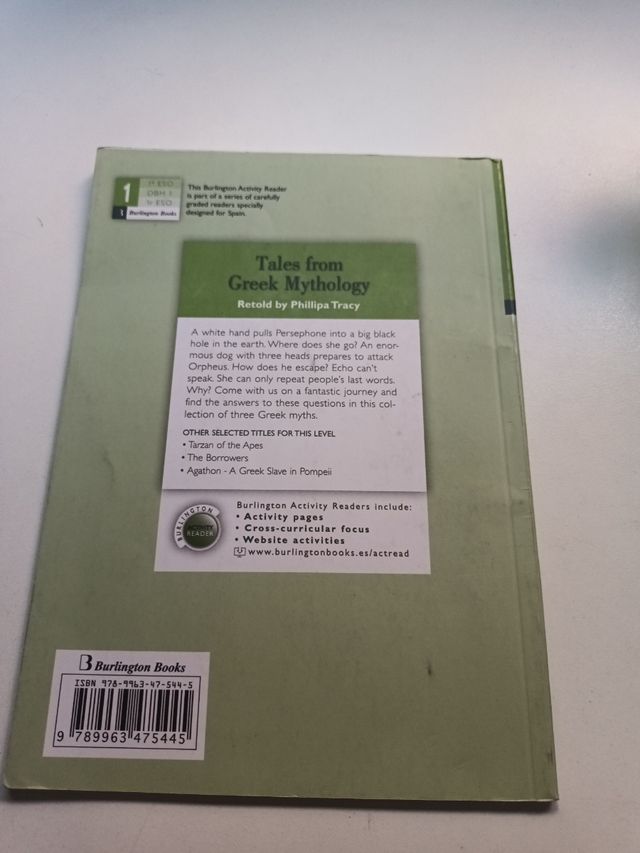 1
1º ESO
DBH 1
1r ESO
Burlington Books
This Burlington Activity Reader
is part of a series of carefully
graded readers specially
designed for Spain.
Tales from
Greek Mythology
Retold by Phillipa Tracy
A white hand pulls Persephone into a big black
hole in the earth. Where does she go? An enor-
mous dog with three heads prepares to attack
Orpheus. How does he escape? Echo can't
speak. She can only repeat people's last words.
Why? Come with us on a fantastic journey and
find the answers to these questions in this col-
lection of three Greek myths.
OTHER SELECTED TITLES FOR THIS LEVEL
• Tarzan of the Apes
• The Borrowers
• Agathon - A Greek Slave in Pompeii
BURLINGTON
ACTIVITY
READER
Burlington Activity Readers include:
• Activity pages
• Cross-curricular focus
• Website activities
www.burlingtonbooks.es/actread
Burlington Books
ISBN 978-9963-47-544-5
9 789963 475445